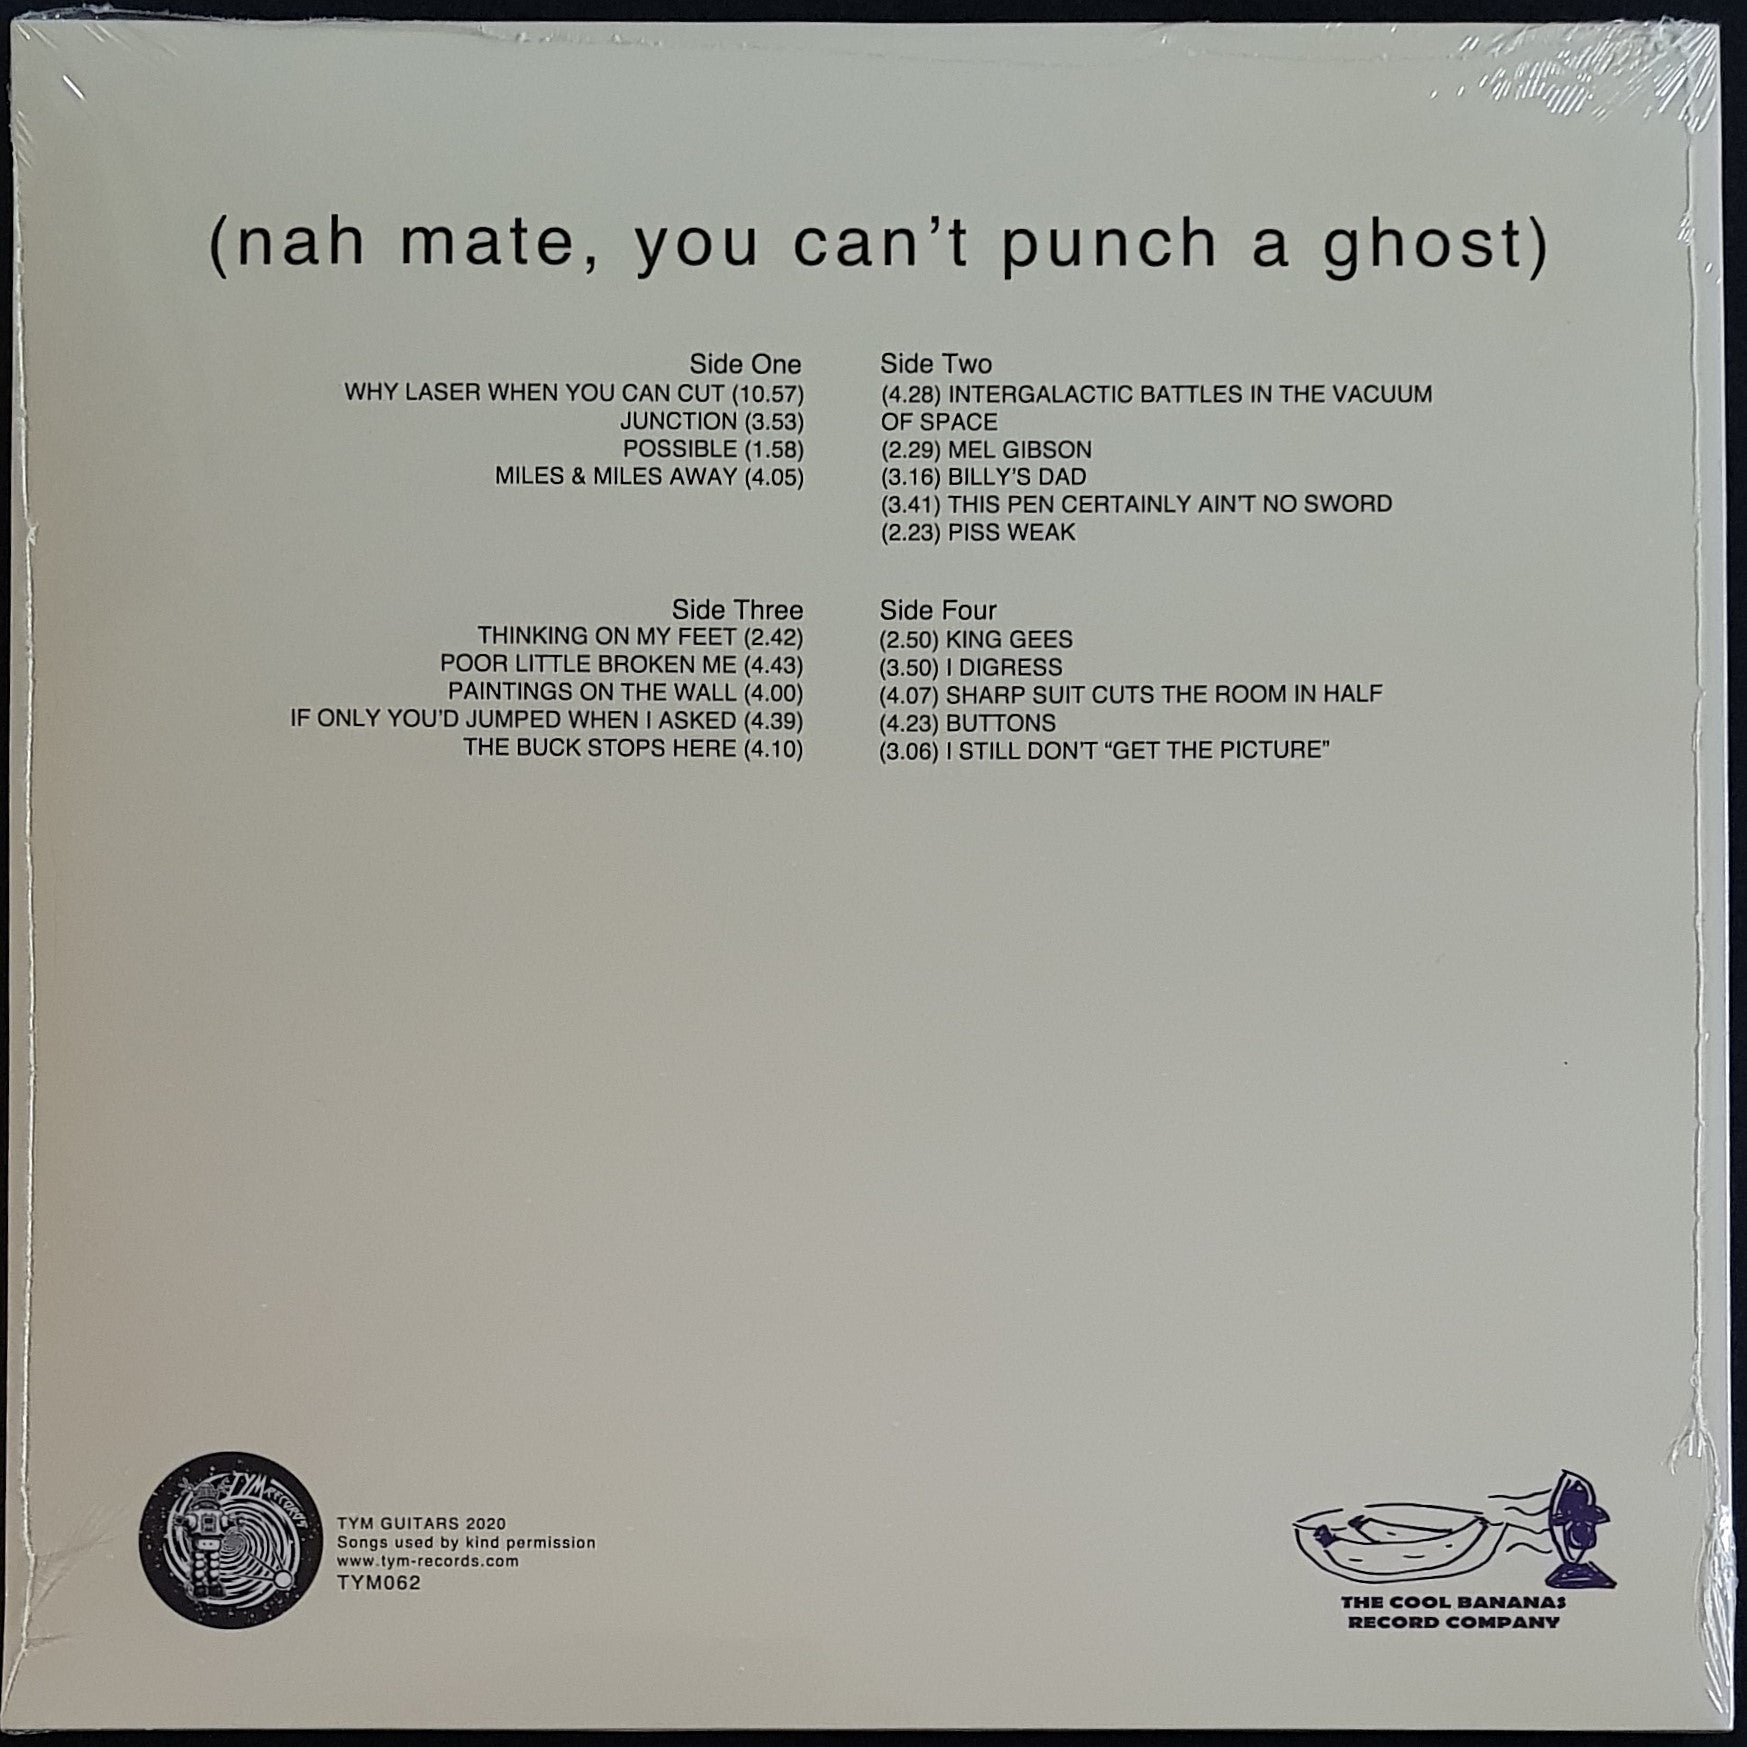 (nah mate, you can't punch a ghost)
Side One
WHY LASER WHEN YOU CAN CUT (10.57)
JUNCTION (3.53)
POSSIBLE (1.58)
MILES & MILES AWAY (4.05)
Side Two
(4.28) INTERGALACTIC BATTLES IN THE VACUUM
OF SPACE
(2.29) MEL GIBSON
(3.16) BILLY'S DAD
(3.41) THIS PEN CERTAINLY AIN'T NO SWORD
(2.23) PISS WEAK
Side Three
THINKING ON MY FEET (2.42)
POOR LITTLE BROKEN ME (4.43)
PAINTINGS ON THE WALL (4.00)
IF ONLY YOU'D JUMPED WHEN I ASKED (4.39)
THE BUCK STOPS HERE (4.10)
Side Four
(2.50) KING GEES
(3.50) I DIGRESS
(4.07) SHARP SUIT CUTS THE ROOM IN HALF
(4.23) BUTTONS
(3.06) I STILL DON'T “GET THE PICTURE”
TYM RECORDS
TYM GUITARS 2020
Songs used by kind permission
www.tym-records.com
TYM062
THE COOL BANANAS
RECORD COMPANY